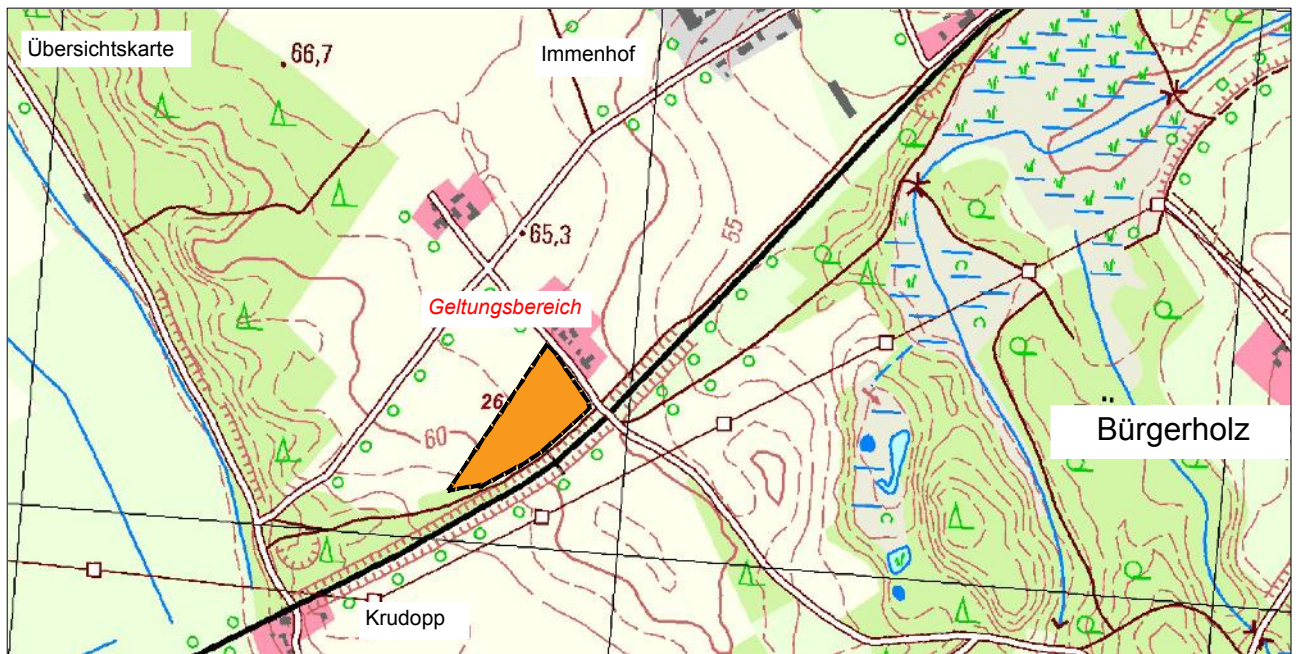 Übersichtskarte
66,7
Immenhof
65,3
55
Geltungsbereich
26
60
Bürgerholz
Krudopp